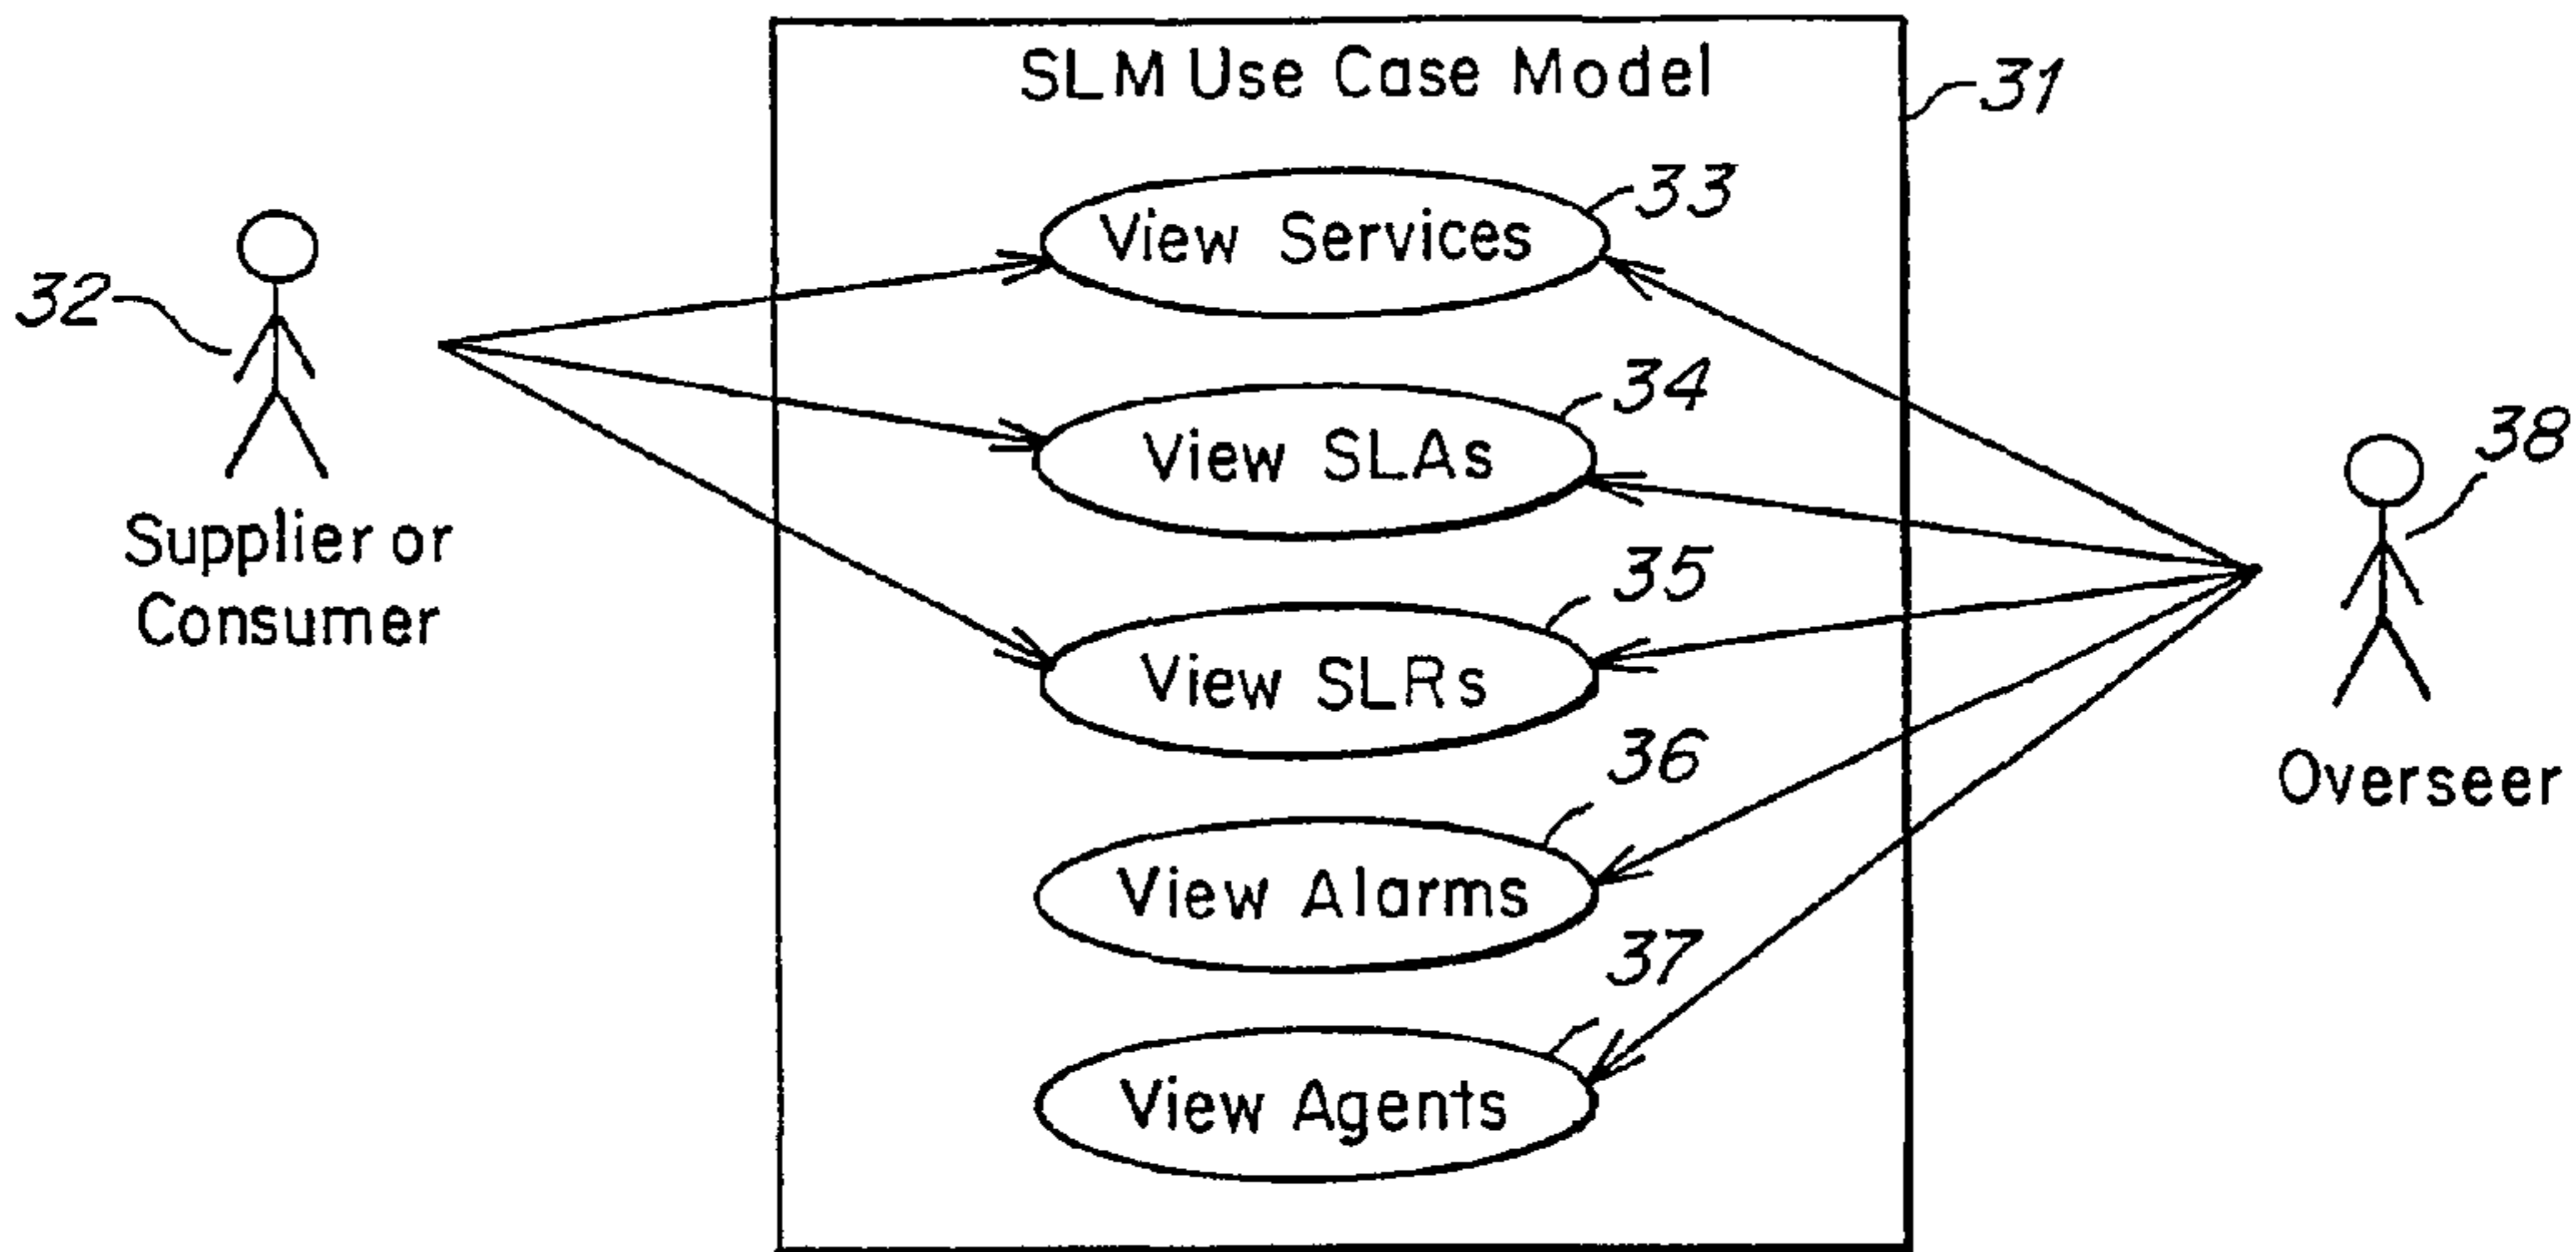 SLM Use Case Model
31
View Services
33
32
View SLAs
34
38
Supplier or
Consumer
View SLRs
35
Overseer
View Alarms
36
View Agents
37